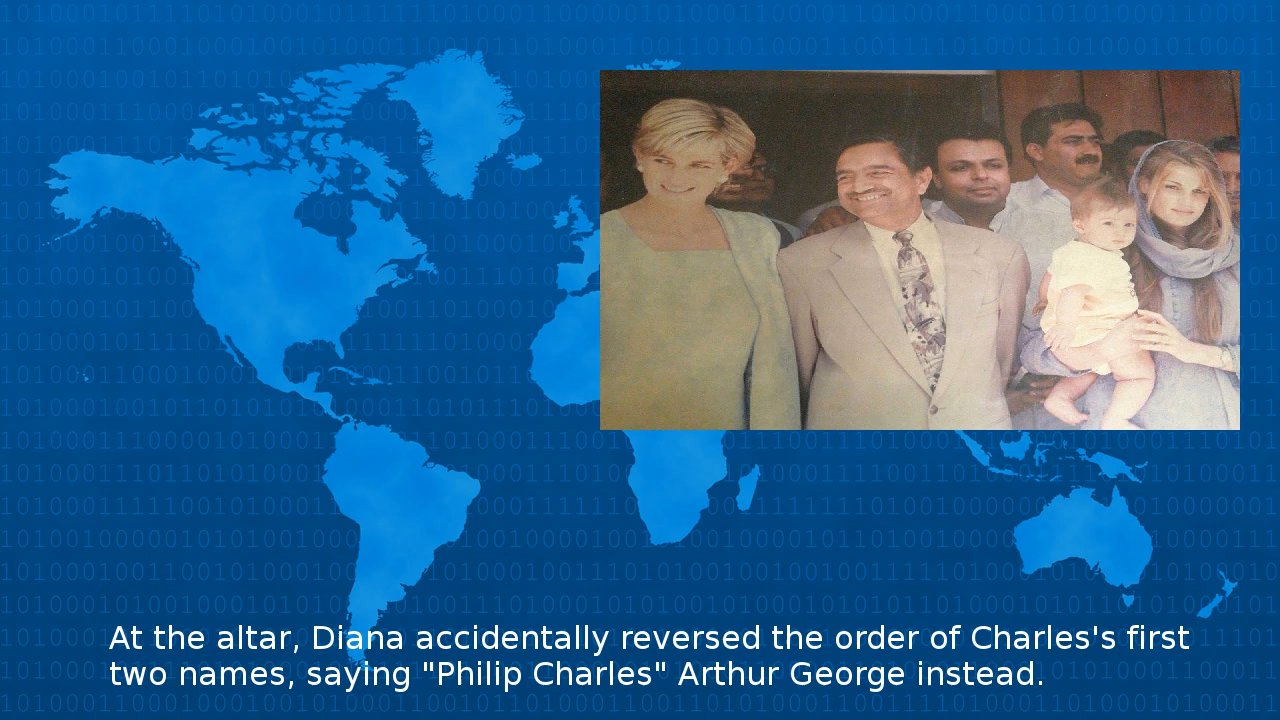 At the altar, Diana accidentally reversed the order of Charles's first
two names, saying "Philip Charles" Arthur George instead.